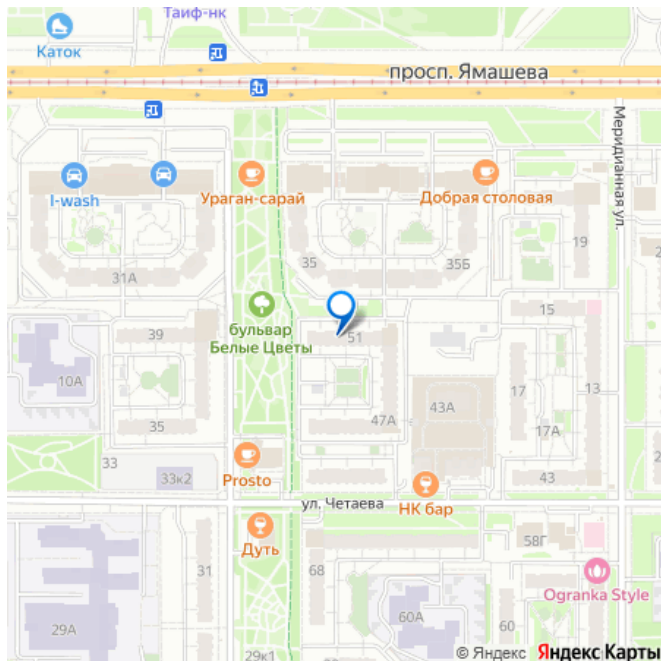 Таиф-нк
Каток
просп. Ямашева
Меридианная ул.
I-wash
Ураган-сарай
Добрая столовая
19
35
35Б
31А
бульвар
Белые Цветы
15
39
51
10А
17
13
43А
47А
35
17А
33
33к2
Prosto
43
НК бар
ул. Четаева
Дуть
58Г
31
68
Ogranka Style
29А
60А
60
29к1
© Яндекс Яндекс Карты